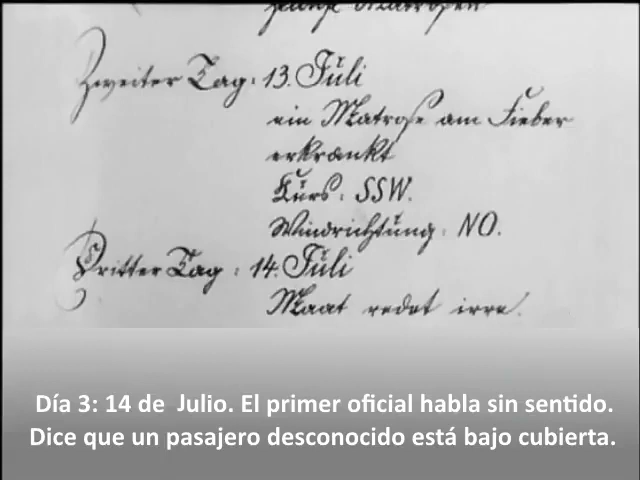 Zweiter Tag: 13. Juli
ein Matrose am Fieber
erkrankt
Kurs: SSW.
Windrichtung: NO.
Dritter Tag: 14. Juli
Maat redet irre.
Día 3: 14 de Julio. El primer oficial habla sin sentido.
Dice que un pasajero desconocido está bajo cubierta.